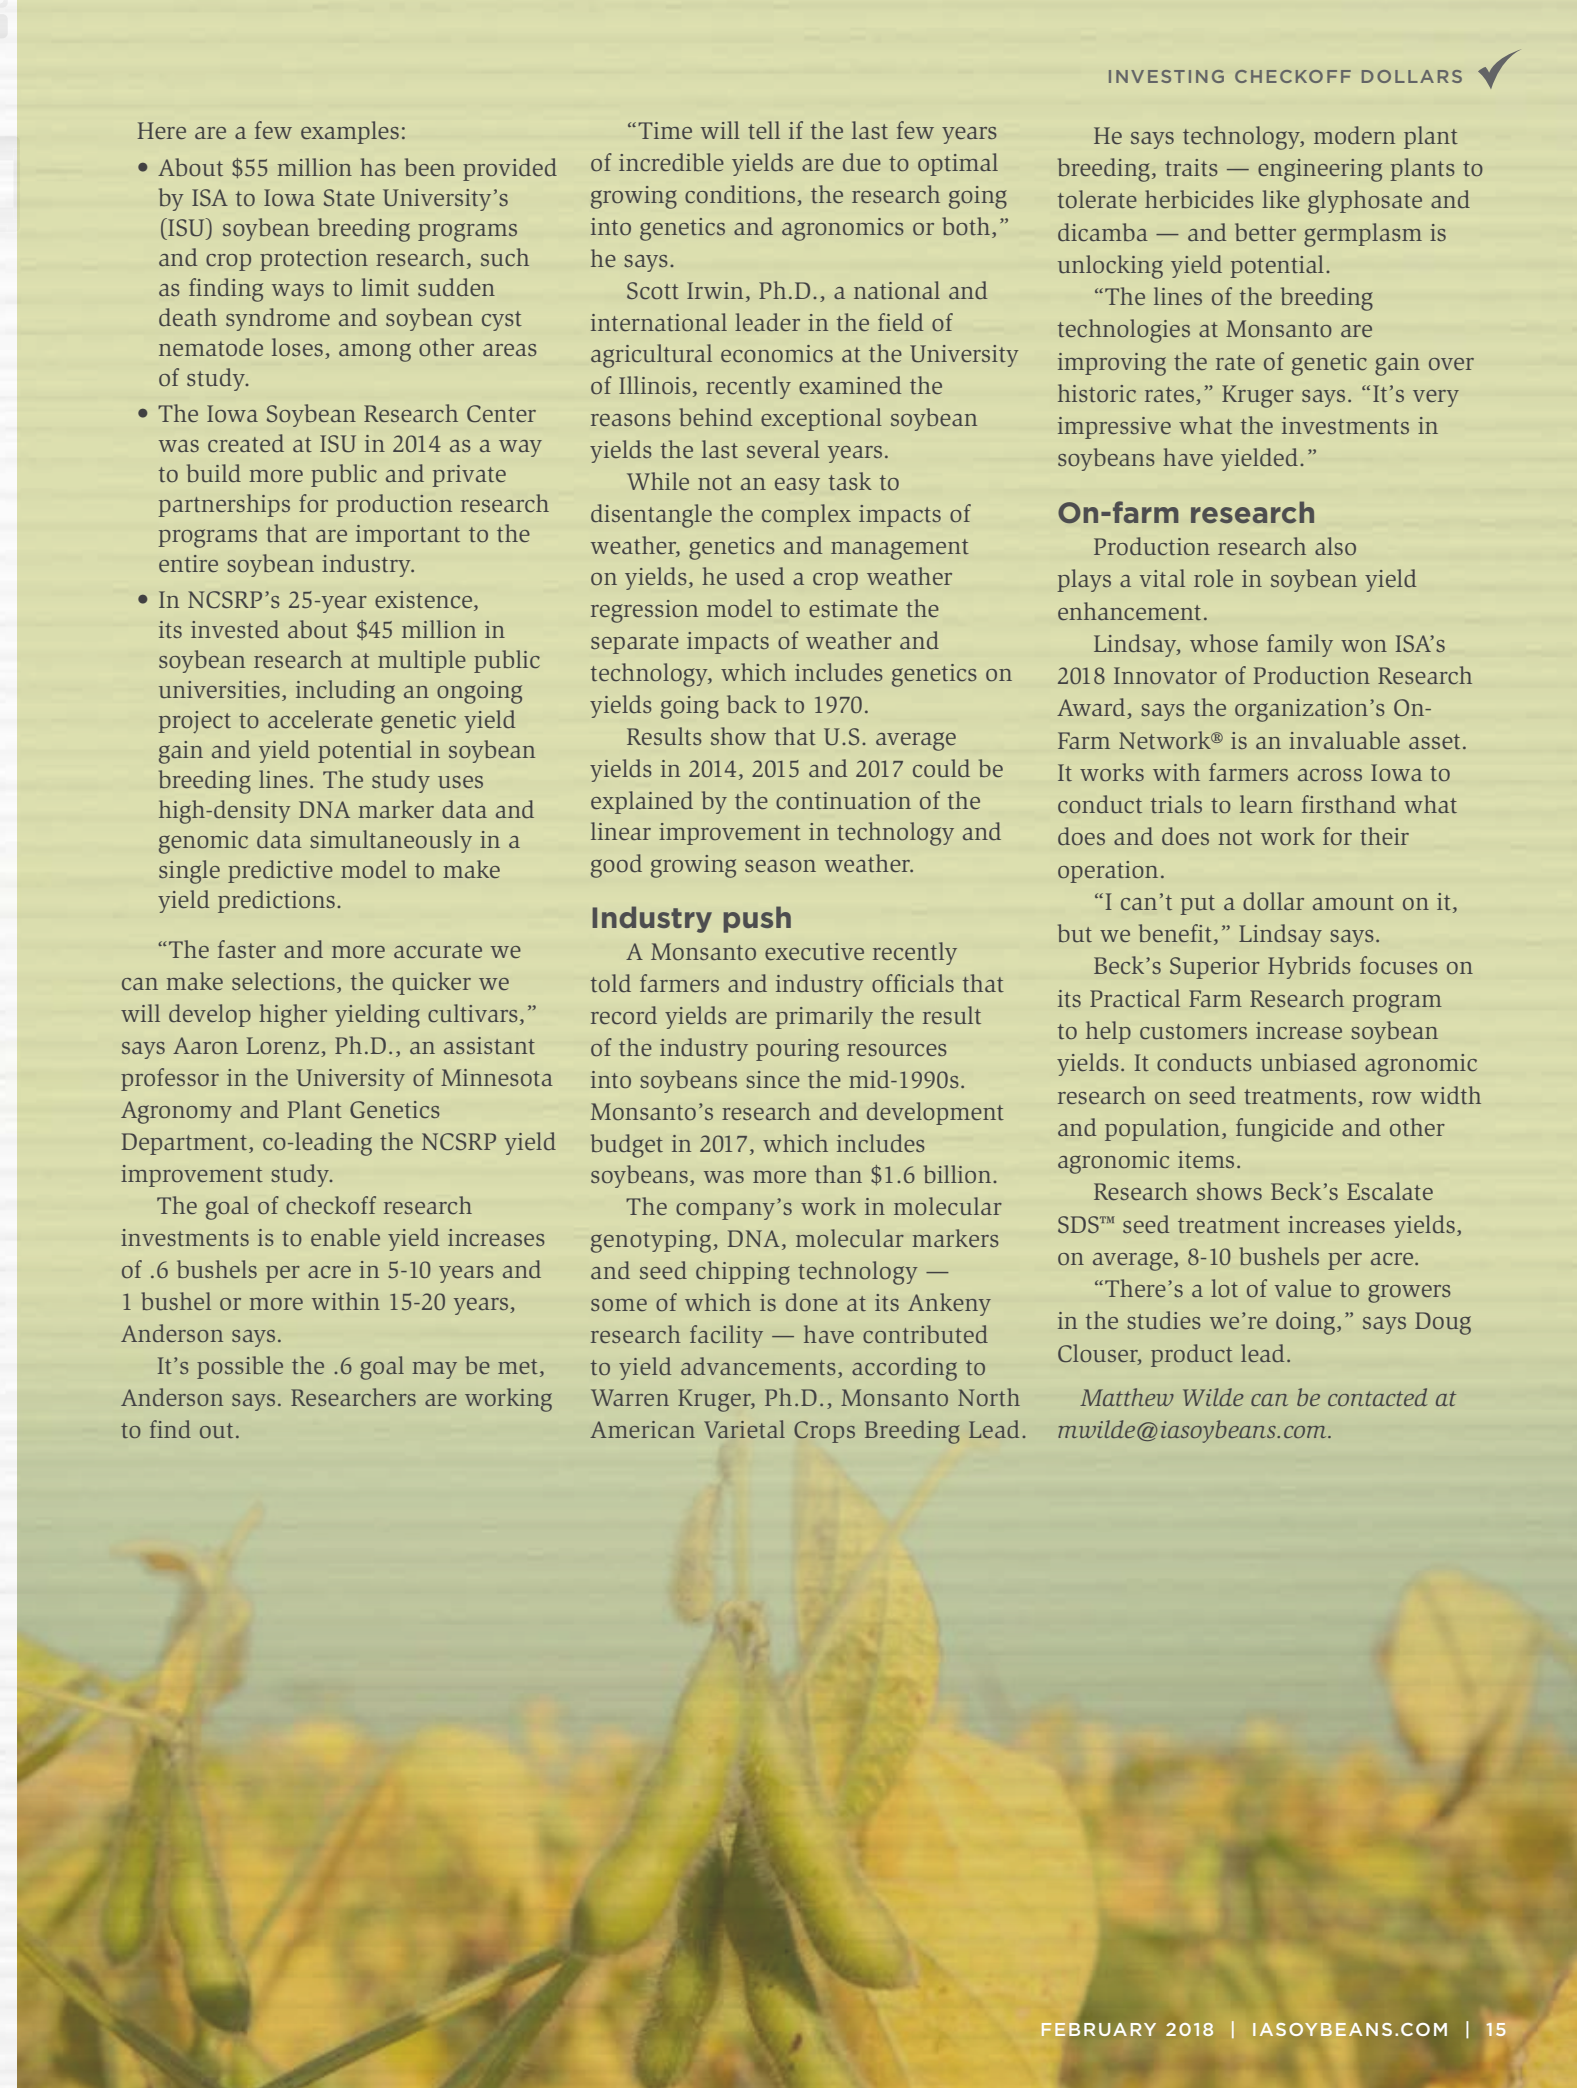 INVESTING CHECKOFF DOLLARS
Here are a few examples:
• About $55 million has been provided
by ISA to Iowa State University’s
(ISU) soybean breeding programs
and crop protection research, such
as finding ways to limit sudden
death syndrome and soybean cyst
nematode loses, among other areas
of study.
• The Iowa Soybean Research Center
was created at ISU in 2014 as a way
to build more public and private
partnerships for production research
programs that are important to the
entire soybean industry.
• In NCSRP’s 25-year existence,
its invested about $45 million in
soybean research at multiple public
universities, including an ongoing
project to accelerate genetic yield
gain and yield potential in soybean
breeding lines. The study uses
high-density DNA marker data and
genomic data simultaneously in a
single predictive model to make
yield predictions.
“The faster and more accurate we
can make selections, the quicker we
will develop higher yielding cultivars,”
says Aaron Lorenz, Ph.D., an assistant
professor in the University of Minnesota
Agronomy and Plant Genetics
Department, co-leading the NCSRP yield
improvement study.
The goal of checkoff research
investments is to enable yield increases
of .6 bushels per acre in 5-10 years and
1 bushel or more within 15-20 years,
Anderson says.
It’s possible the .6 goal may be met,
Anderson says. Researchers are working
to find out.
“Time will tell if the last few years
of incredible yields are due to optimal
growing conditions, the research going
into genetics and agronomics or both,”
he says.
Scott Irwin, Ph.D., a national and
international leader in the field of
agricultural economics at the University
of Illinois, recently examined the
reasons behind exceptional soybean
yields the last several years.
While not an easy task to
disentangle the complex impacts of
weather, genetics and management
on yields, he used a crop weather
regression model to estimate the
separate impacts of weather and
technology, which includes genetics on
yields going back to 1970.
Results show that U.S. average
yields in 2014, 2015 and 2017 could be
explained by the continuation of the
linear improvement in technology and
good growing season weather.
Industry push
A Monsanto executive recently
told farmers and industry officials that
record yields are primarily the result
of the industry pouring resources
into soybeans since the mid-1990s.
Monsanto’s research and development
budget in 2017, which includes
soybeans, was more than $1.6 billion.
The company’s work in molecular
genotyping, DNA, molecular markers
and seed chipping technology —
some of which is done at its Ankeny
research facility — have contributed
to yield advancements, according to
Warren Kruger, Ph.D., Monsanto North
American Varietal Crops Breeding Lead.
He says technology, modern plant
breeding, traits — engineering plants to
tolerate herbicides like glyphosate and
dicamba — and better germplasm is
unlocking yield potential.
“The lines of the breeding
technologies at Monsanto are
improving the rate of genetic gain over
historic rates,” Kruger says. “It’s very
impressive what the investments in
soybeans have yielded.”
On-farm research
Production research also
plays a vital role in soybean yield
enhancement.
Lindsay, whose family won ISA’s
2018 Innovator of Production Research
Award, says the organization’s On-
Farm Network® is an invaluable asset.
It works with farmers across Iowa to
conduct trials to learn firsthand what
does and does not work for their
operation.
“I can’t put a dollar amount on it,
but we benefit,” Lindsay says.
Beck’s Superior Hybrids focuses on
its Practical Farm Research program
to help customers increase soybean
yields. It conducts unbiased agronomic
research on seed treatments, row width
and population, fungicide and other
agronomic items.
Research shows Beck’s Escalate
SDS™ seed treatment increases yields,
on average, 8-10 bushels per acre.
“There’s a lot of value to growers
in the studies we’re doing,” says Doug
Clouser, product lead.
Matthew Wilde can be contacted at
mwilde@iasoybeans.com.
FEBRUARY 2018 | IASOYBEANS.COM | 15